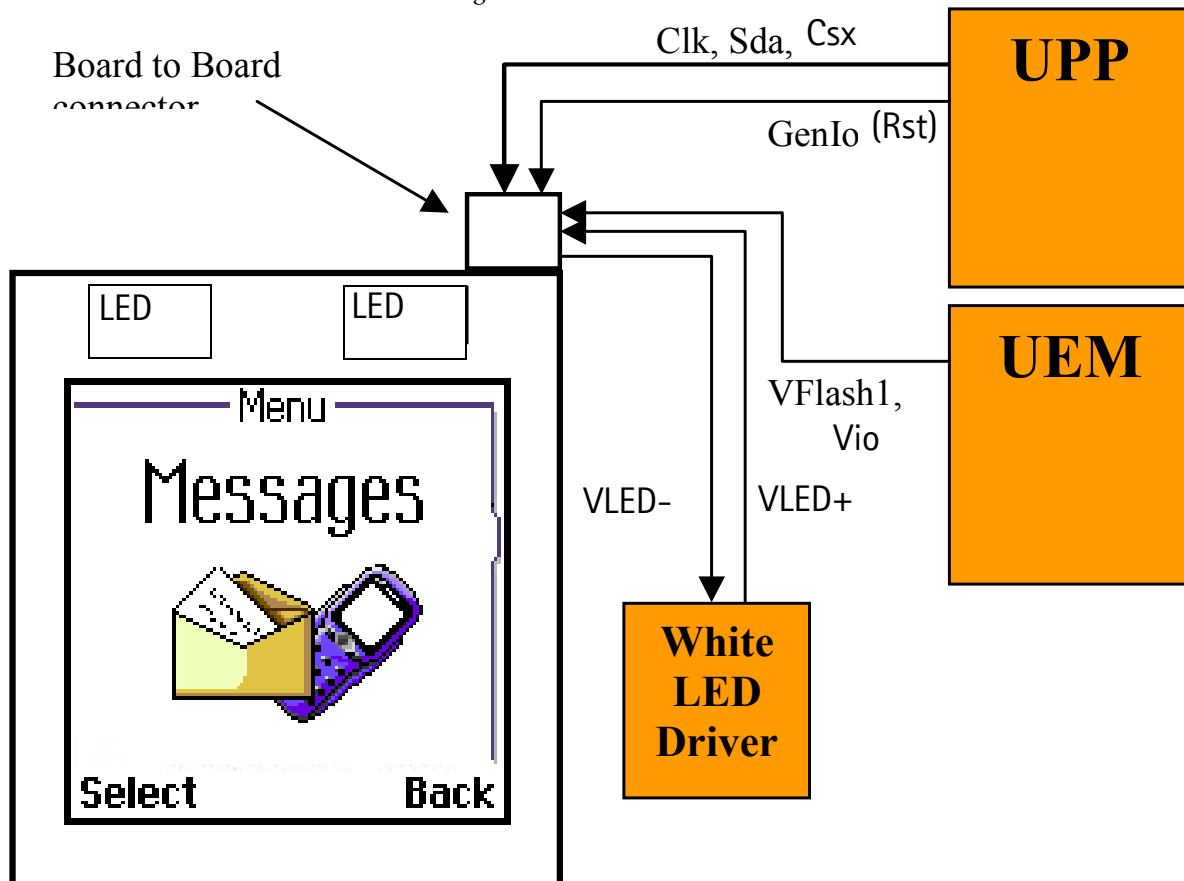 Clk, Sda, Csx
UPP
Board to Board
connector
GenIo (Rst)
LED
LED
UEM
Menu
VFlash1,
Vio
Messages
VLED-
VLED+
White
LED
Driver
Select
Back